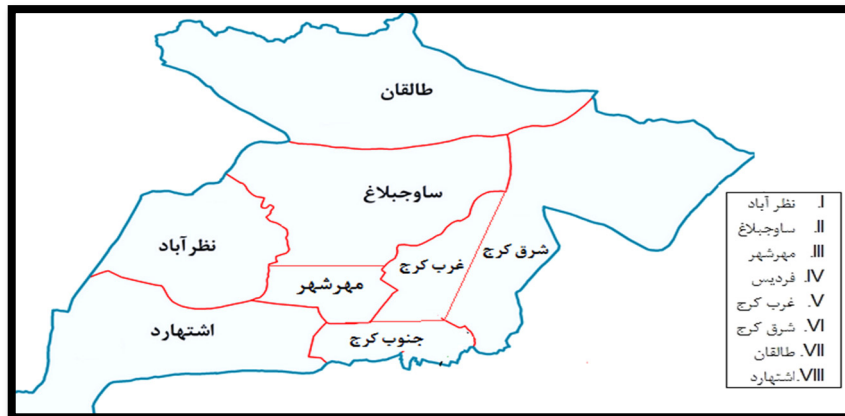 طالقان
ساوجبلاغ
نظرآباد
شرق کرج
غرب کرج
مهرشهر
اشتهارد
جنوب کرج
I. نظر آباد
II. ساوجبلاغ
III. مهرشهر
IV. فردیس
V. غرب کرج
VI. شرق کرج
VII. طالقان
VIII. اشتهارد